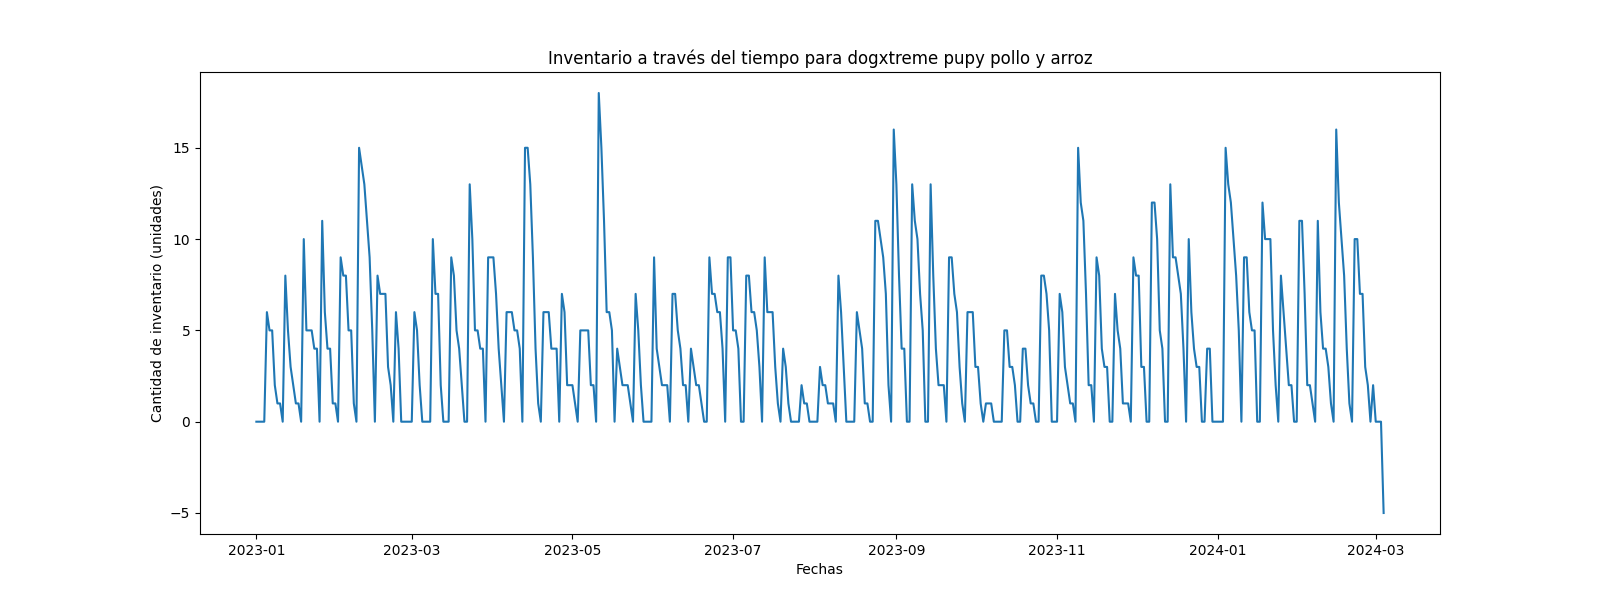 Inventario a través del tiempo para dogxtreme pupy pollo y arroz
Cantidad de inventario (unidades)
15
10
5
0
−5
2023-01 2023-03 2023-05 2023-07 2023-09 2023-11 2024-01 2024-03
Fechas